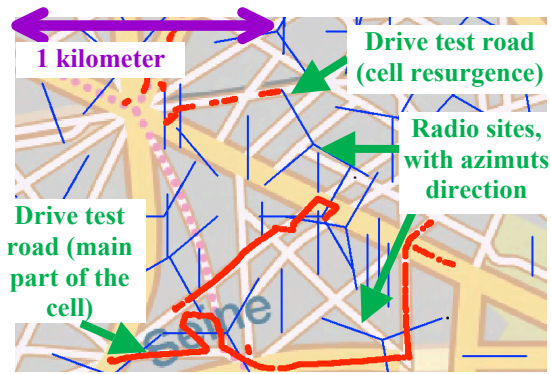 1 kilometer
Drive test road
(cell resurgence)
Radio sites,
with azimuts
direction
Drive test
road (main
part of the
cell)
Seine